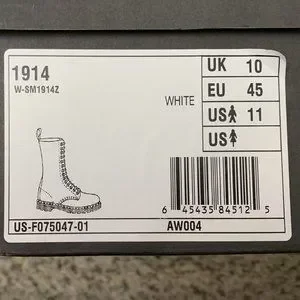 1914
W-SM1914Z
WHITE
UK 10
EU 45
US 11
US
6 45435 84512 5
US-F075047-01
AW004